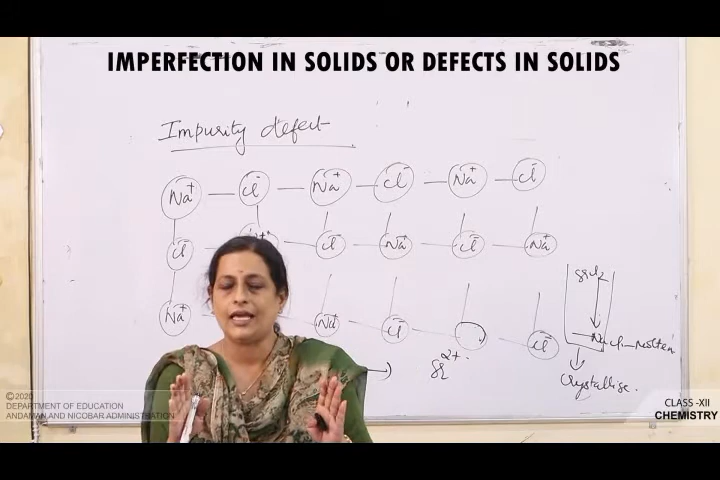 IMPERFECTION IN SOLIDS OR DEFECTS IN SOLIDS
Impurity defect
Na+ Cl- Na+ Cl- Na+ Cl-
Cl- Cl- Na+ Cl- Na+
Na+ Na+ Cl- Cl-
Sr2+
SrCl2
NaCl molten
Crystallise.
©2020
DEPARTMENT OF EDUCATION
ANDAMAN AND NICOBAR ADMINISTRATION
CLASS -XII
CHEMISTRY